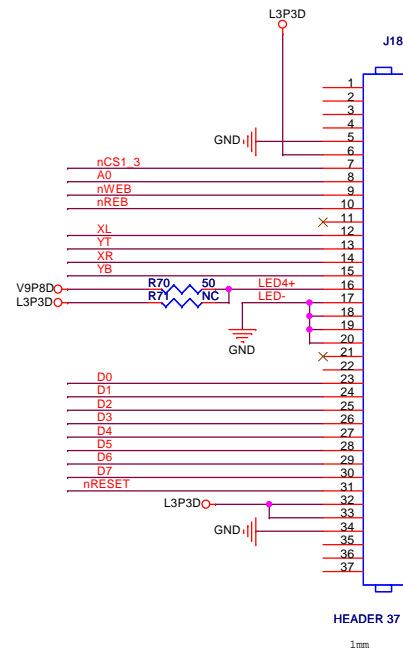 L3P3D
J18
1
2
3
4
GND 5
6
nCS1_3 7
A0 8
nWEB 9
nREB 10
11
XL 12
YT 13
XR 14
YB 15
V9P8D R70 50 LED4+ 16
L3P3D R71 NC LED- 17
18
19
20
GND
21
22
D0 23
D1 24
D2 25
D3 26
D4 27
D5 28
D6 29
D7 30
nRESET 31
L3P3D 32
33
GND 34
35
36
37
HEADER 37
1mm